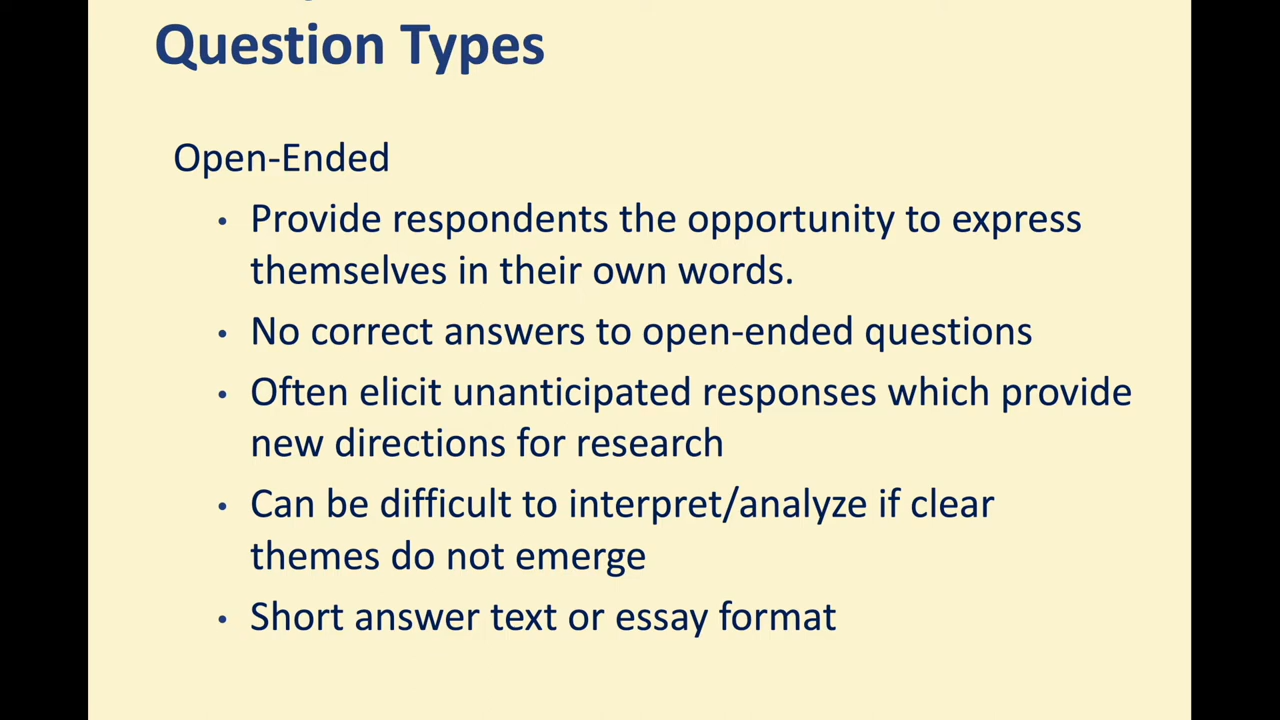 Question Types
Open-Ended
• Provide respondents the opportunity to express
themselves in their own words.
• No correct answers to open-ended questions
• Often elicit unanticipated responses which provide
new directions for research
• Can be difficult to interpret/analyze if clear
themes do not emerge
• Short answer text or essay format